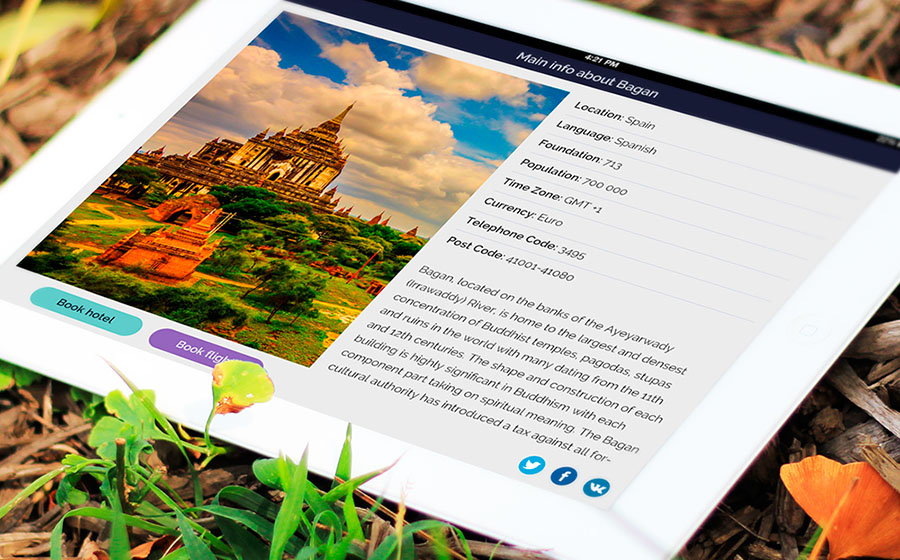 4:21 PM
Main info about Bagan
Location: Spain
Language: Spanish
Foundation: 713
Population: 700 000
Time Zone: GMT +1
Currency: Euro
Telephone Code: 3495
Post Code: 41001-41080
Bagan, located on the banks of the Ayeyarwady
(Irrawaddy) River, is home to the largest and densest
concentration of Buddhist temples, pagodas, stupas
and ruins in the world with many dating from the 11th
and 12th centuries. The shape and construction of each
building is highly significant in Buddhism with each
component part taking on spiritual meaning. The Bagan
cultural authority has introduced a tax against all for-
Book hotel
Book flight